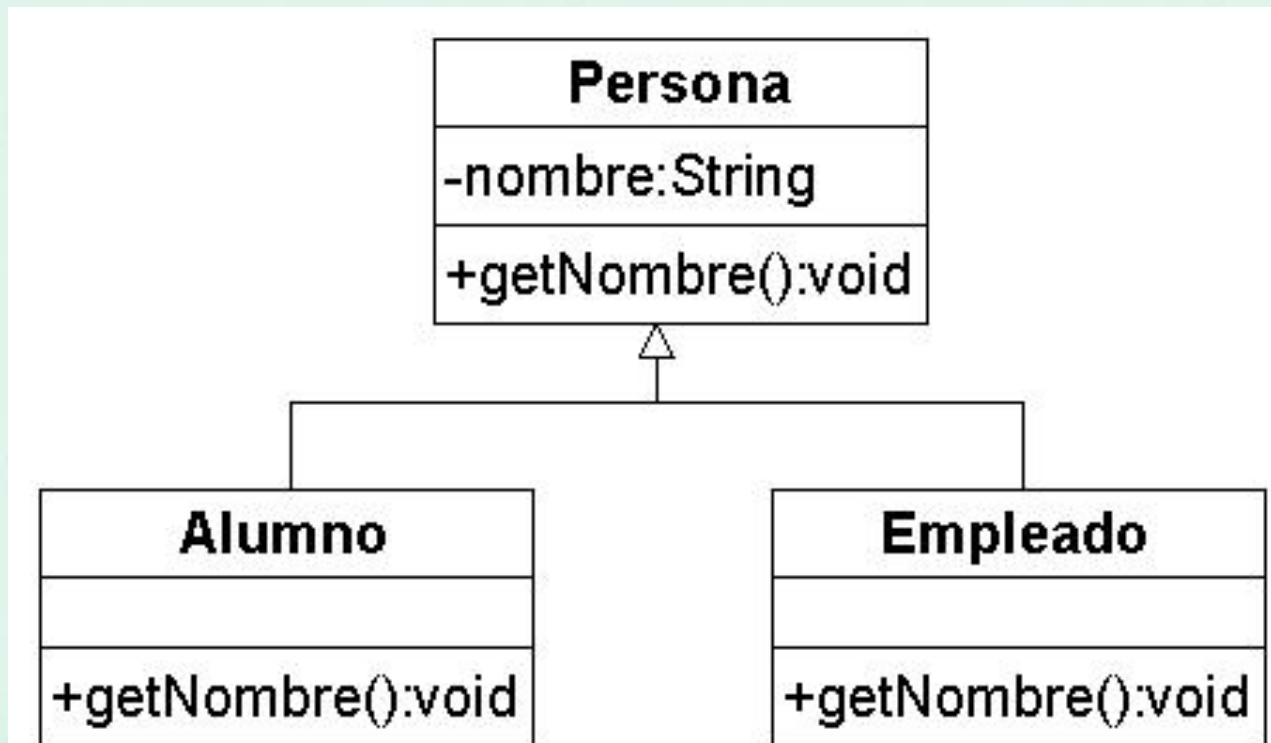 Persona
-nombre:String
+getNombre():void
Alumno
+getNombre():void
Empleado
+getNombre():void